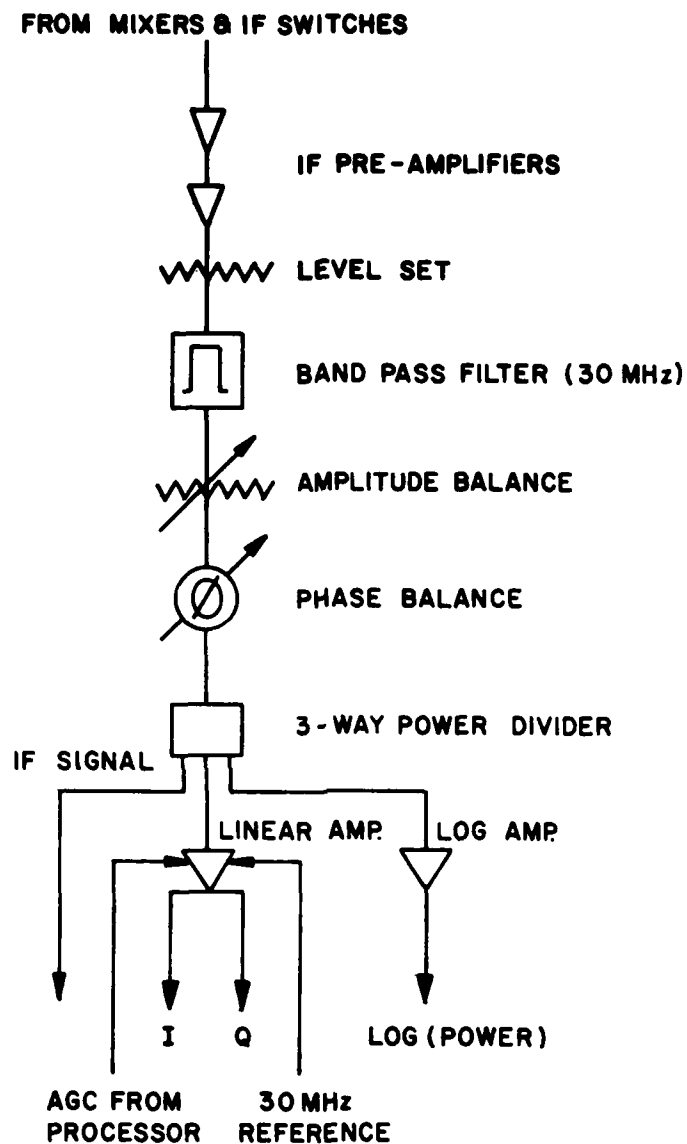 FROM MIXERS & IF SWITCHES
IF PRE-AMPLIFIERS
LEVEL SET
BAND PASS FILTER (30 MHz)
AMPLITUDE BALANCE
Ø
PHASE BALANCE
3-WAY POWER DIVIDER
IF SIGNAL
LINEAR AMP.
LOG AMP.
I
Q
LOG (POWER)
AGC FROM
PROCESSOR
30 MHz
REFERENCE